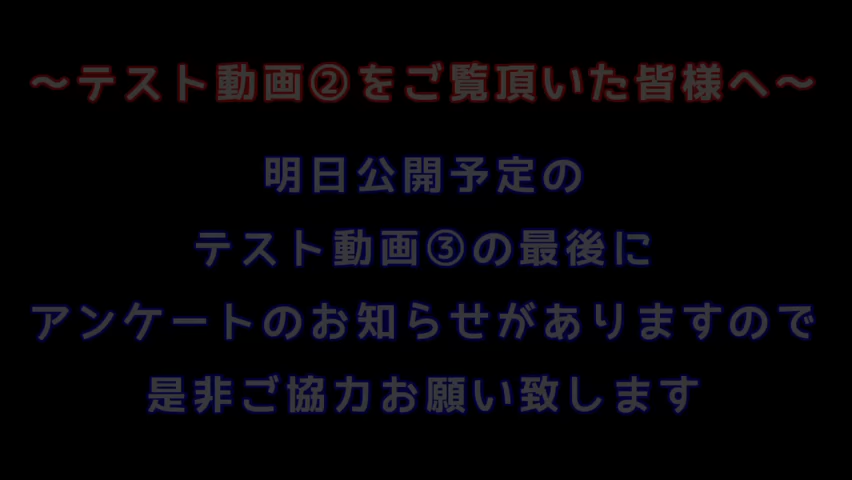 ～テスト動画②をご覧頂いた皆様へ～
明日公開予定の
テスト動画③の最後に
アンケートのお知らせがありますので
是非ご協力お願い致します